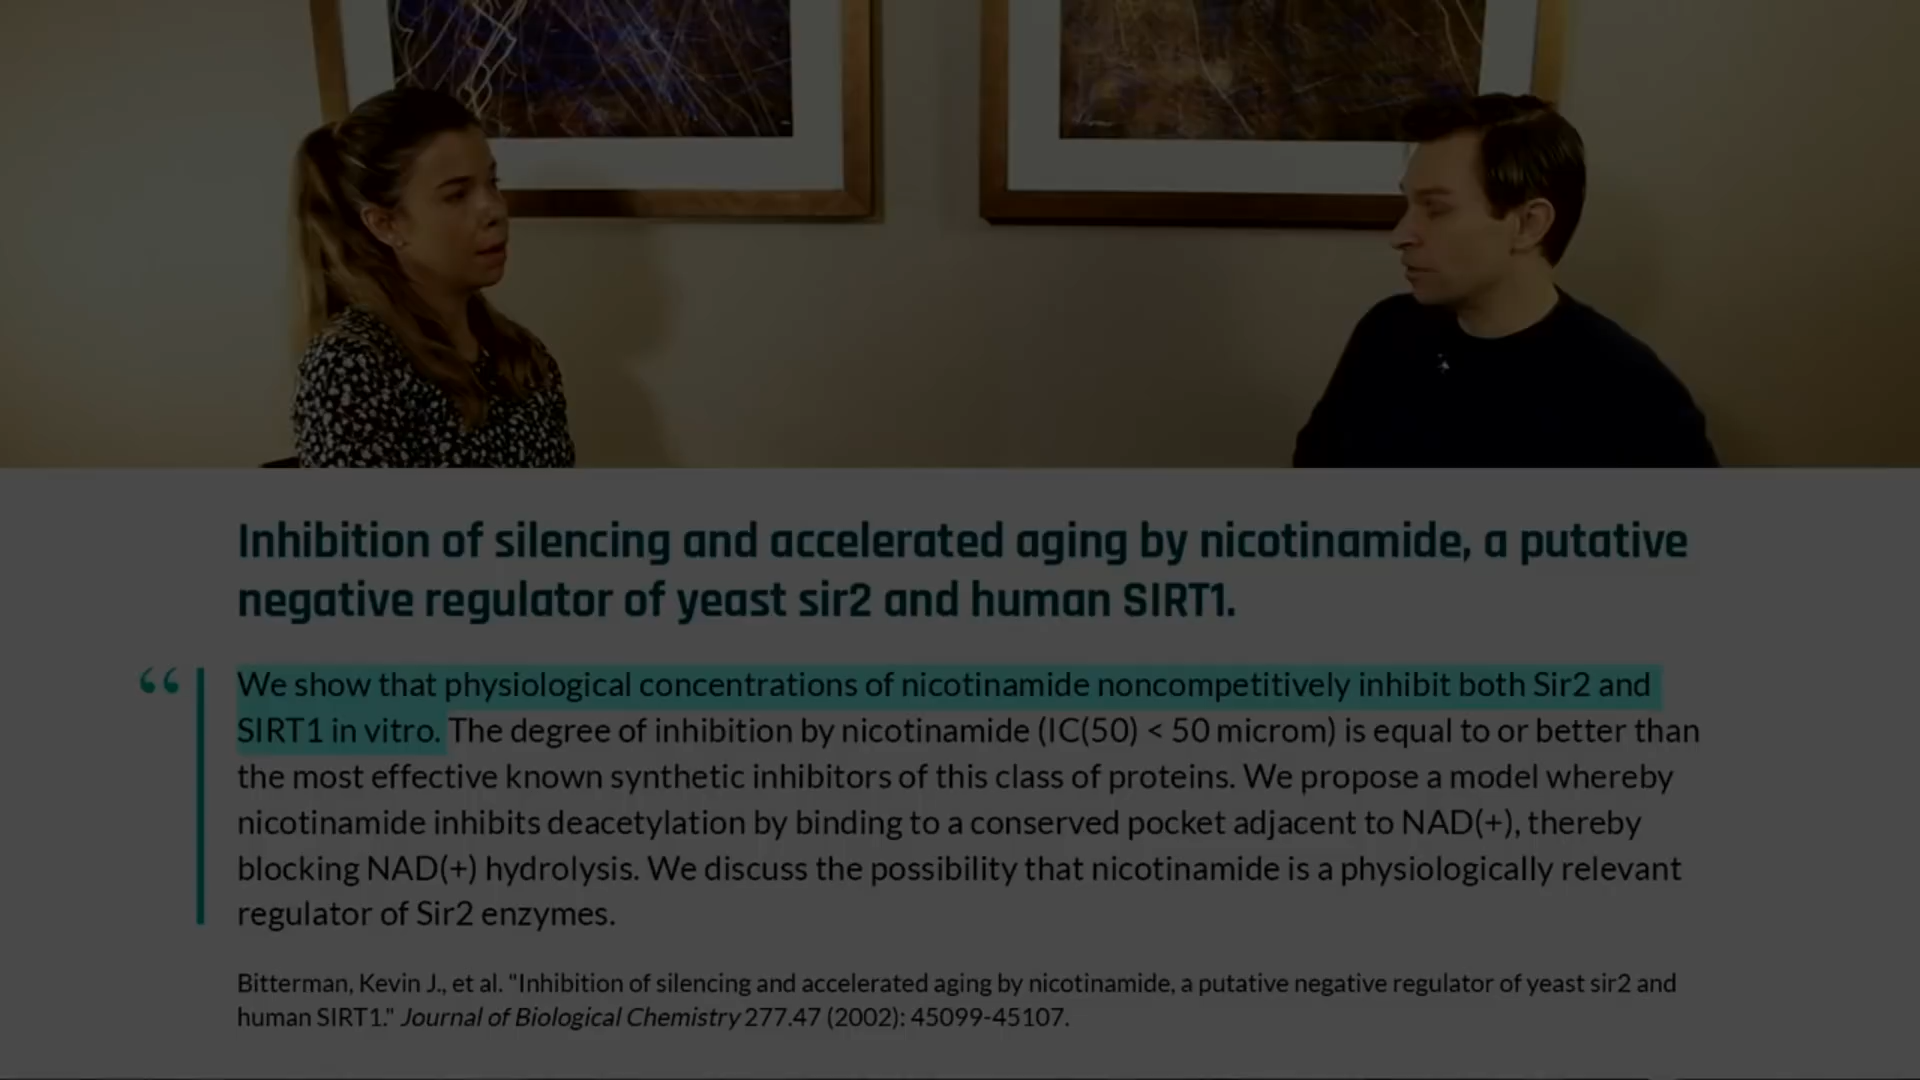 Inhibition of silencing and accelerated aging by nicotinamide, a putative
negative regulator of yeast sir2 and human SIRT1.
“ We show that physiological concentrations of nicotinamide noncompetitively inhibit both Sir2 and
SIRT1 in vitro. The degree of inhibition by nicotinamide (IC(50) < 50 microm) is equal to or better than
the most effective known synthetic inhibitors of this class of proteins. We propose a model whereby
nicotinamide inhibits deacetylation by binding to a conserved pocket adjacent to NAD(+), thereby
blocking NAD(+) hydrolysis. We discuss the possibility that nicotinamide is a physiologically relevant
regulator of Sir2 enzymes.
Bitterman, Kevin J., et al. "Inhibition of silencing and accelerated aging by nicotinamide, a putative negative regulator of yeast sir2 and
human SIRT1." Journal of Biological Chemistry 277.47 (2002): 45099-45107.